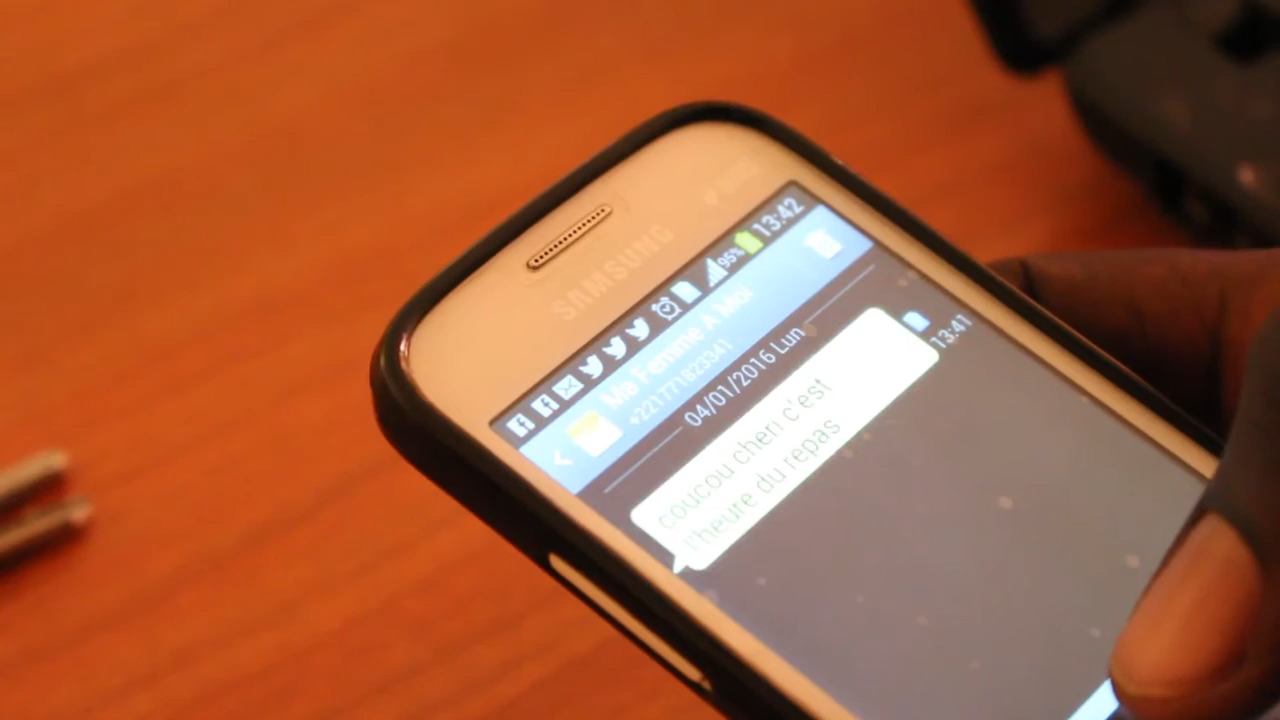 SAMSUNG
95% 13:42
Ma Femme A Moi
+221771823341
04/01/2016 Lun
coucou cheri c'est
l'heure du repas
13:41